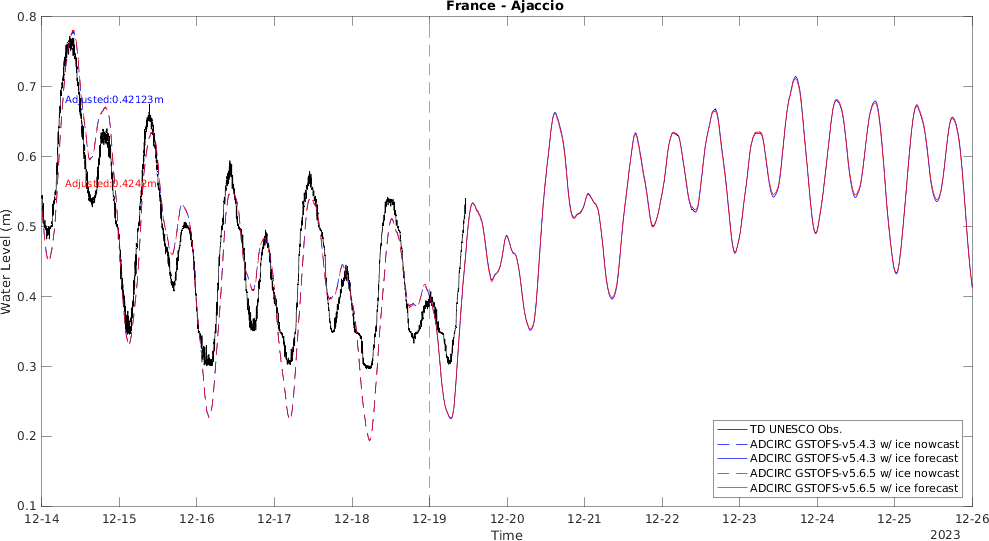 France - Ajaccio
0.8
0.7
0.6
0.5
0.4
0.3
0.2
0.1
Water Level (m)
Adjusted:0.42123m
Adjusted:0.4242m
TD UNESCO Obs.
ADCIRC GSTOFS-v5.4.3 w/ ice nowcast
ADCIRC GSTOFS-v5.4.3 w/ ice forecast
ADCIRC GSTOFS-v5.6.5 w/ ice nowcast
ADCIRC GSTOFS-v5.6.5 w/ ice forecast
12-14 12-15 12-16 12-17 12-18 12-19 12-20 12-21 12-22 12-23 12-24 12-25 12-26
Time
2023